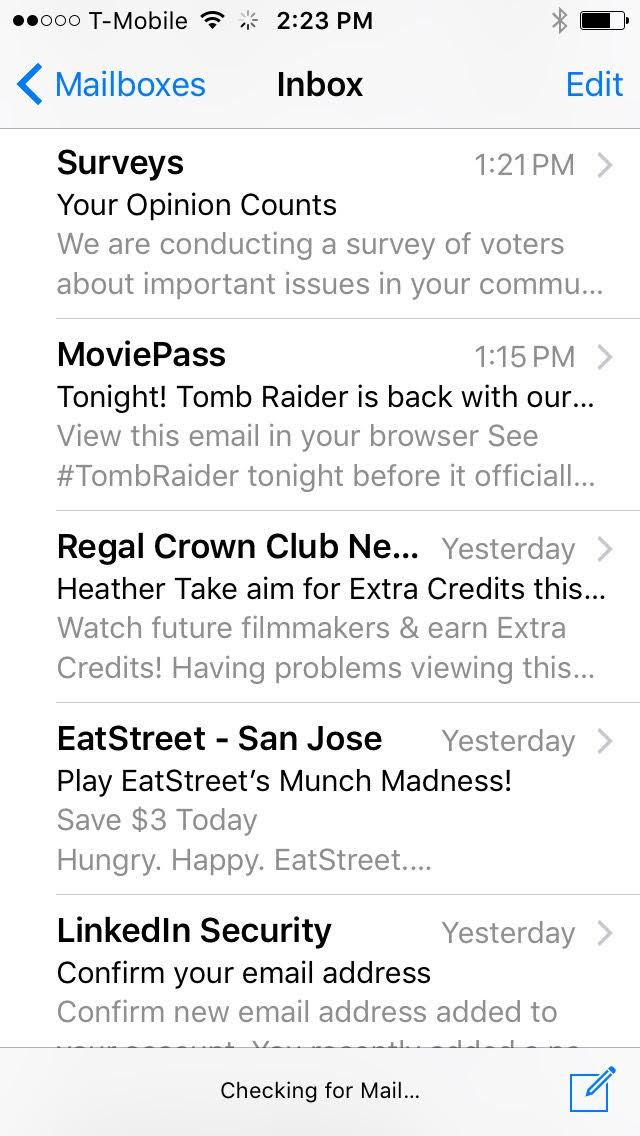 T-Mobile 2:23 PM
Mailboxes Inbox Edit
Surveys 1:21 PM
Your Opinion Counts
We are conducting a survey of voters
about important issues in your commu...
MoviePass 1:15 PM
Tonight! Tomb Raider is back with our...
View this email in your browser See
#TombRaider tonight before it officiall...
Regal Crown Club Ne... Yesterday
Heather Take aim for Extra Credits this...
Watch future filmmakers & earn Extra
Credits! Having problems viewing this...
EatStreet - San Jose Yesterday
Play EatStreet’s Munch Madness!
Save $3 Today
Hungry. Happy. EatStreet....
LinkedIn Security Yesterday
Confirm your email address
Confirm new email address added to
your account. You recently added a
Checking for Mail...